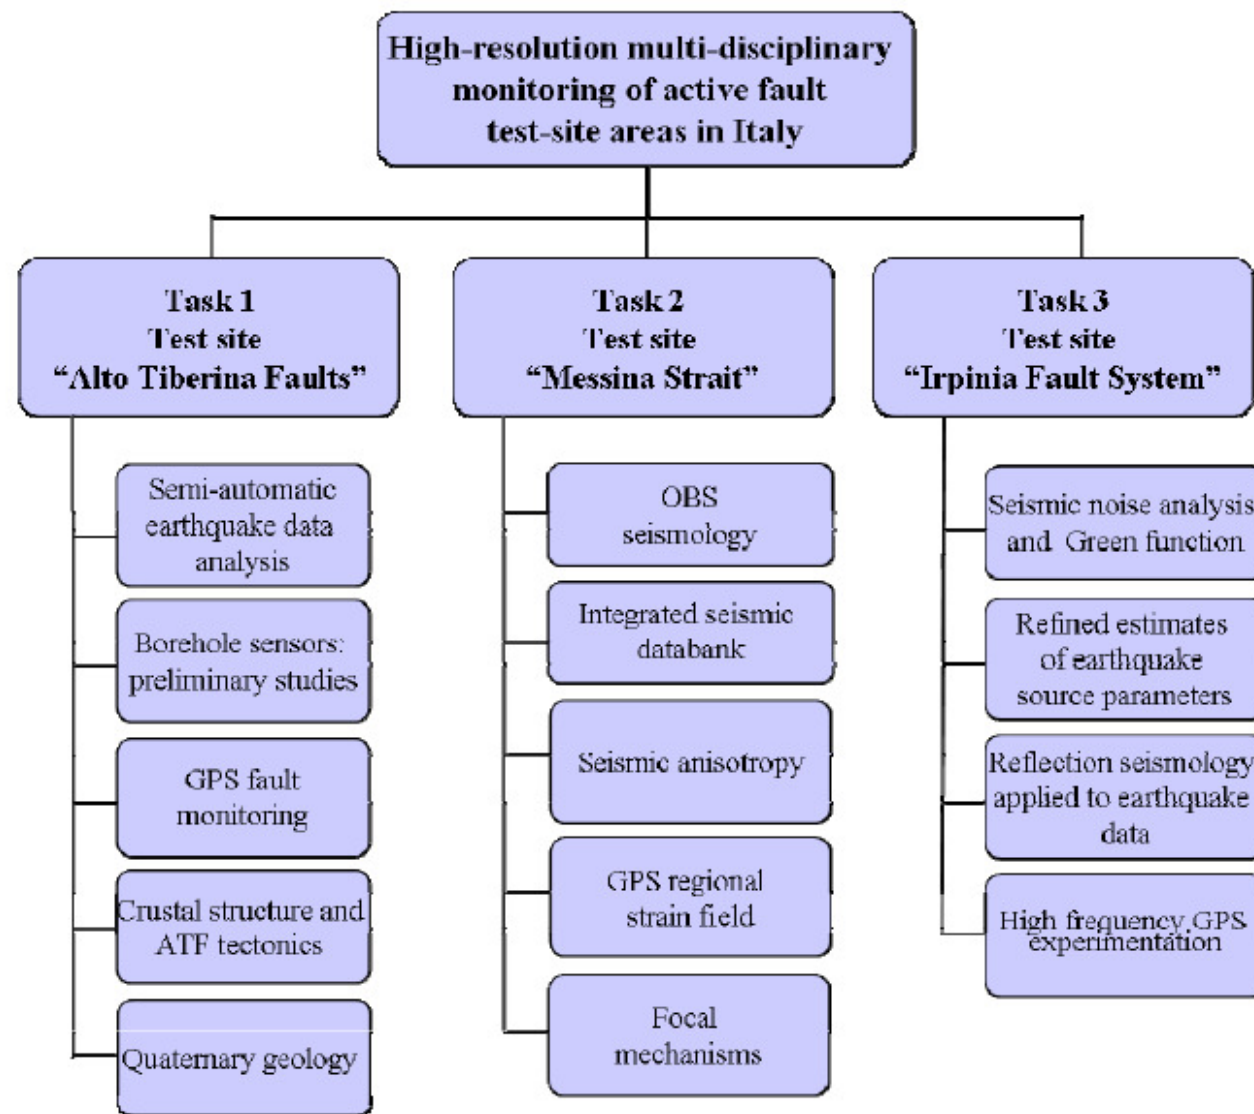 High-resolution multi-disciplinary
monitoring of active fault
test-site areas in Italy
Task 1
Test site
“Alto Tiberina Faults”
Semi-automatic
earthquake data
analysis
Borehole sensors:
preliminary studies
GPS fault
monitoring
Crustal structure and
ATF tectonics
Quaternary geology
Task 2
Test site
“Messina Strait”
OBS
seismology
Integrated seismic
databank
Seismic anisotropy
GPS regional
strain field
Focal
mechanisms
Task 3
Test site
“Irpinia Fault System”
Seismic noise analysis
and Green function
Refined estimates
of earthquake
source parameters
Reflection seismology
applied to earthquake
data
High frequency GPS
experimentation